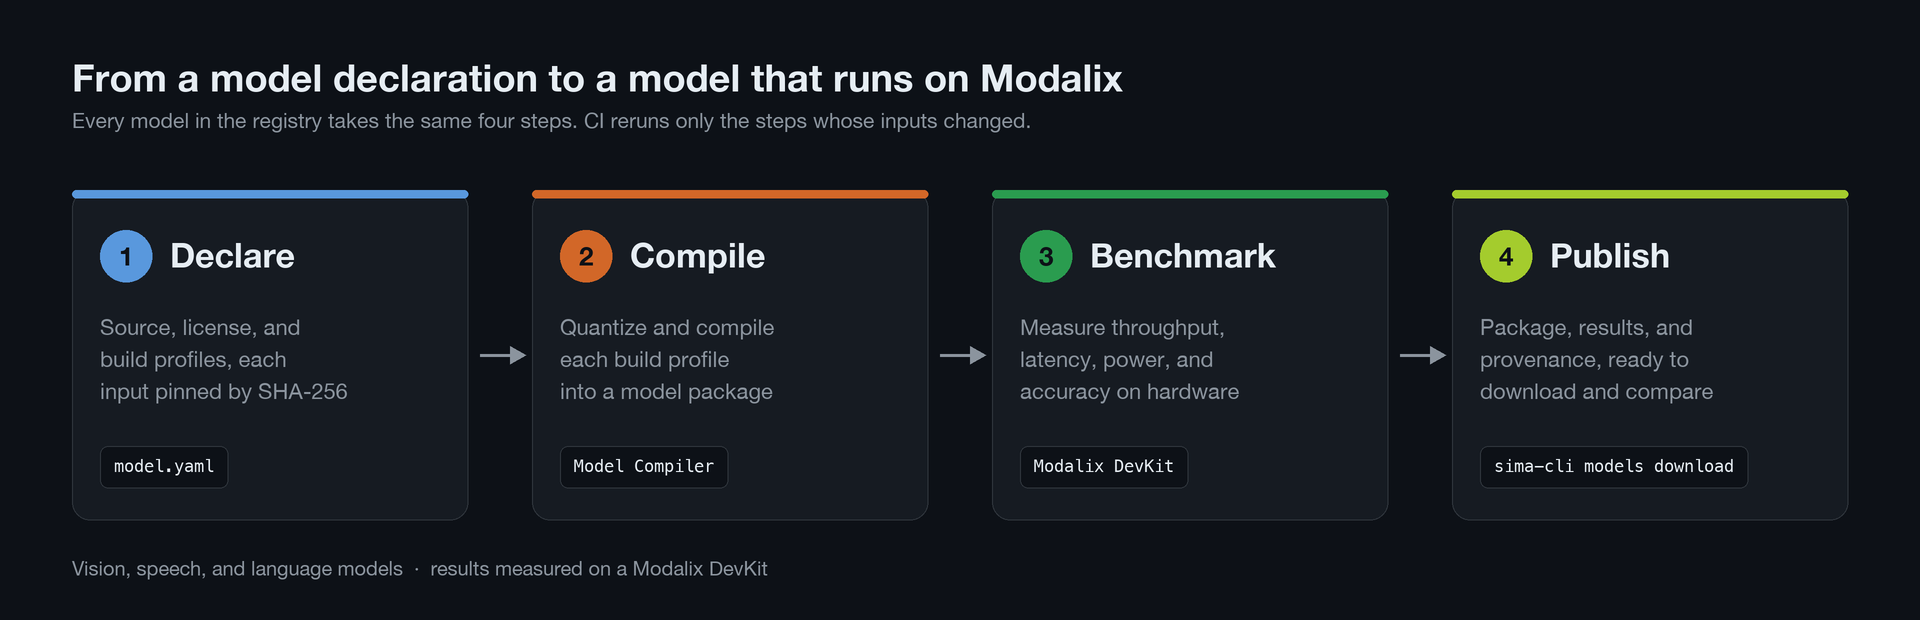 From a model declaration to a model that runs on Modalix
Every model in the registry takes the same four steps. CI reruns only the steps whose inputs changed.
1 Declare
Source, license, and
build profiles, each
input pinned by SHA-256
model.yaml
2 Compile
Quantize and compile
each build profile
into a model package
Model Compiler
3 Benchmark
Measure throughput,
latency, power, and
accuracy on hardware
Modalix DevKit
4 Publish
Package, results, and
provenance, ready to
download and compare
sima-cli models download
Vision, speech, and language models · results measured on a Modalix DevKit